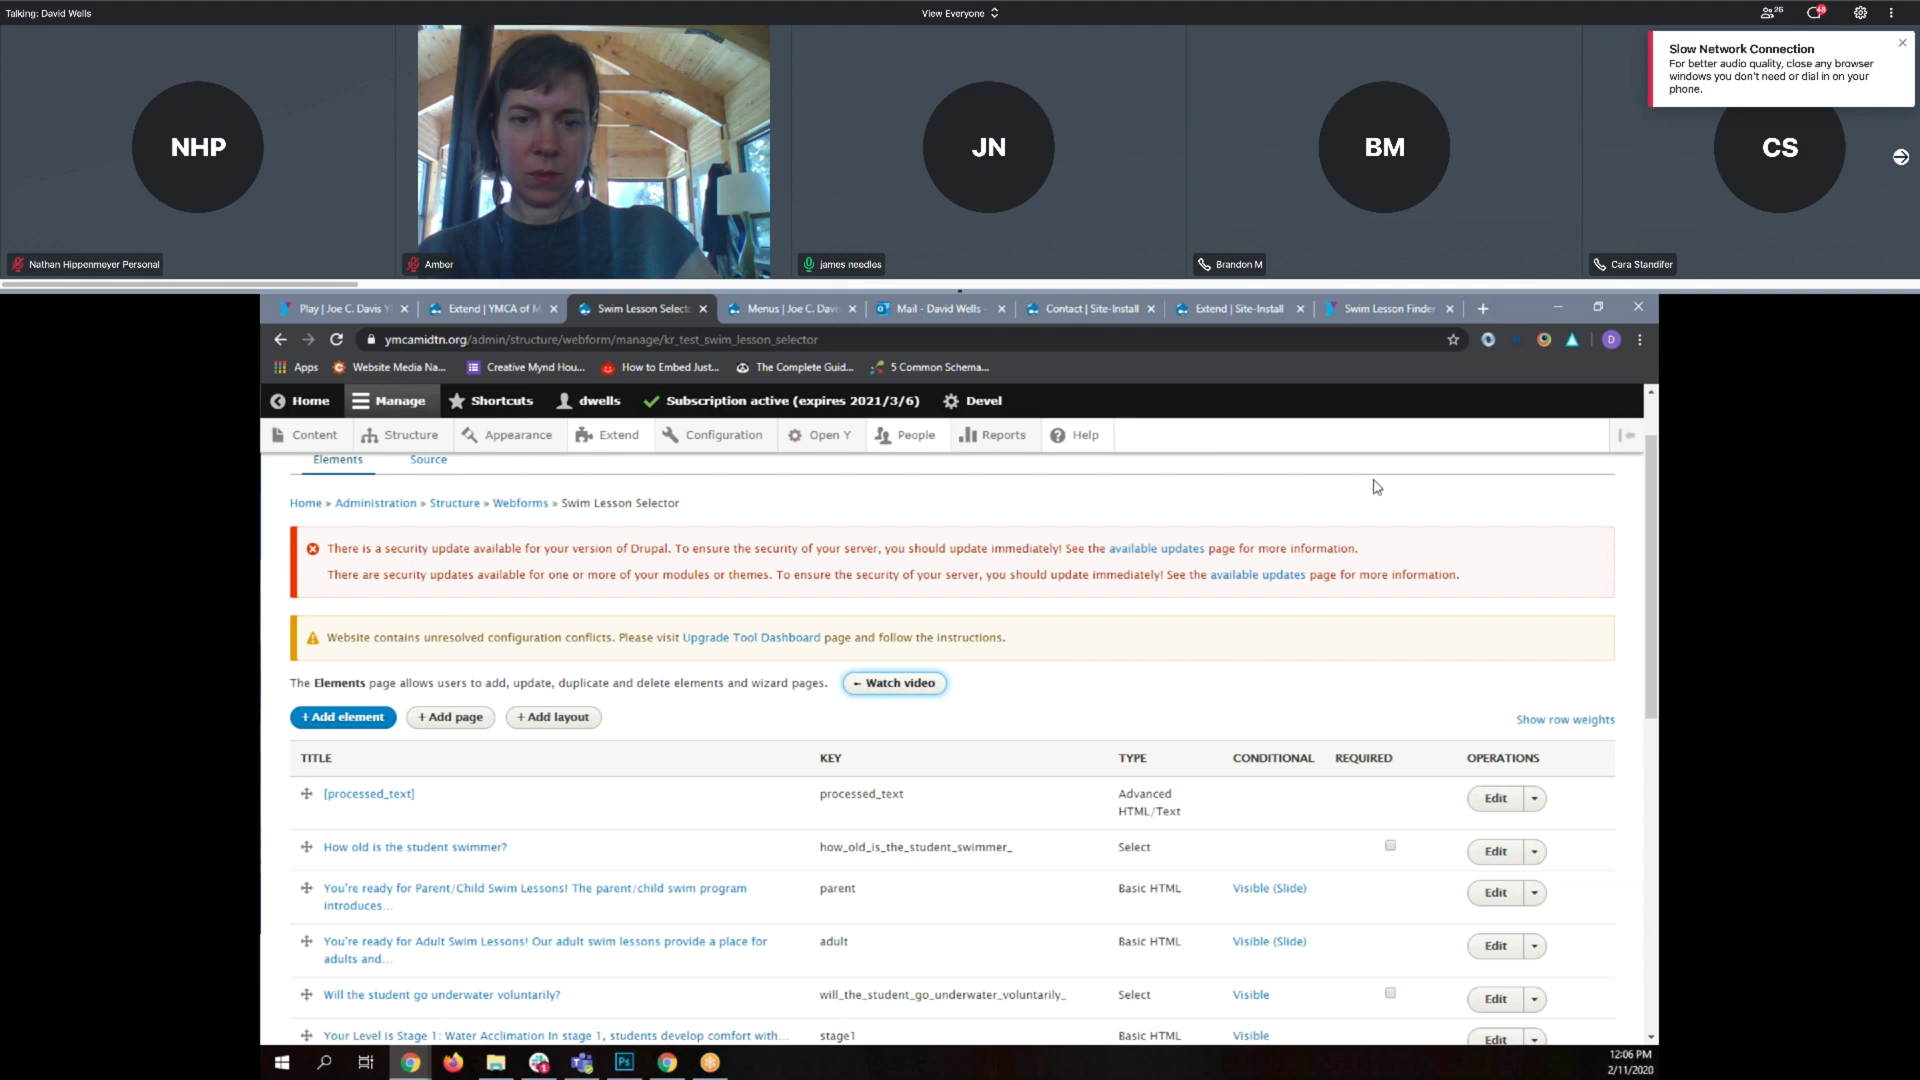 Talking: David Wells
View Everyone
26
48
Slow Network Connection
For better audio quality, close any browser
windows you don't need or dial in on your
phone.
NHP
JN
BM
CS
Nathan Hippenmeyer Personal
Amber
james needles
Brandon M
Cara Standifer
Play | Joe C. Davis Y
Extend | YMCA of M
Swim Lesson Select
Menus | Joe C. Davi
Mail - David Wells -
Contact | Site-Install
Extend | Site-Install
Swim Lesson Finder
ymcamidtn.org/admin/structure/webform/manage/kr_test_swim_lesson_selector
D
Apps
Website Media Na...
Creative Mynd Hou...
How to Embed Just...
The Complete Guid...
5 Common Schema...
Home
Manage
Shortcuts
dwells
Subscription active (expires 2021/3/6)
Devel
Content
Structure
Appearance
Extend
Configuration
Open Y
People
Reports
Help
Elements
Source
Home » Administration » Structure » Webforms » Swim Lesson Selector
There is a security update available for your version of Drupal. To ensure the security of your server, you should update immediately! See the available updates page for more information.
There are security updates available for one or more of your modules or themes. To ensure the security of your server, you should update immediately! See the available updates page for more information.
Website contains unresolved configuration conflicts. Please visit Upgrade Tool Dashboard page and follow the instructions.
The Elements page allows users to add, update, duplicate and delete elements and wizard pages.
Watch video
+ Add element
+ Add page
+ Add layout
Show row weights
TITLE KEY TYPE CONDITIONAL REQUIRED OPERATIONS
[processed_text] processed_text Advanced HTML/Text Edit
How old is the student swimmer? how_old_is_the_student_swimmer_ Select Edit
You're ready for Parent/Child Swim Lessons! The parent/child swim program introduces... parent Basic HTML Visible (Slide) Edit
You're ready for Adult Swim Lessons! Our adult swim lessons provide a place for adults and... adult Basic HTML Visible (Slide) Edit
Will the student go underwater voluntarily? will_the_student_go_underwater_voluntarily_ Select Visible Edit
Your Level is Stage 1: Water Acclimation In stage 1, students develop comfort with... stage1 Basic HTML Visible Edit
Ps
12:06 PM
2/11/2020